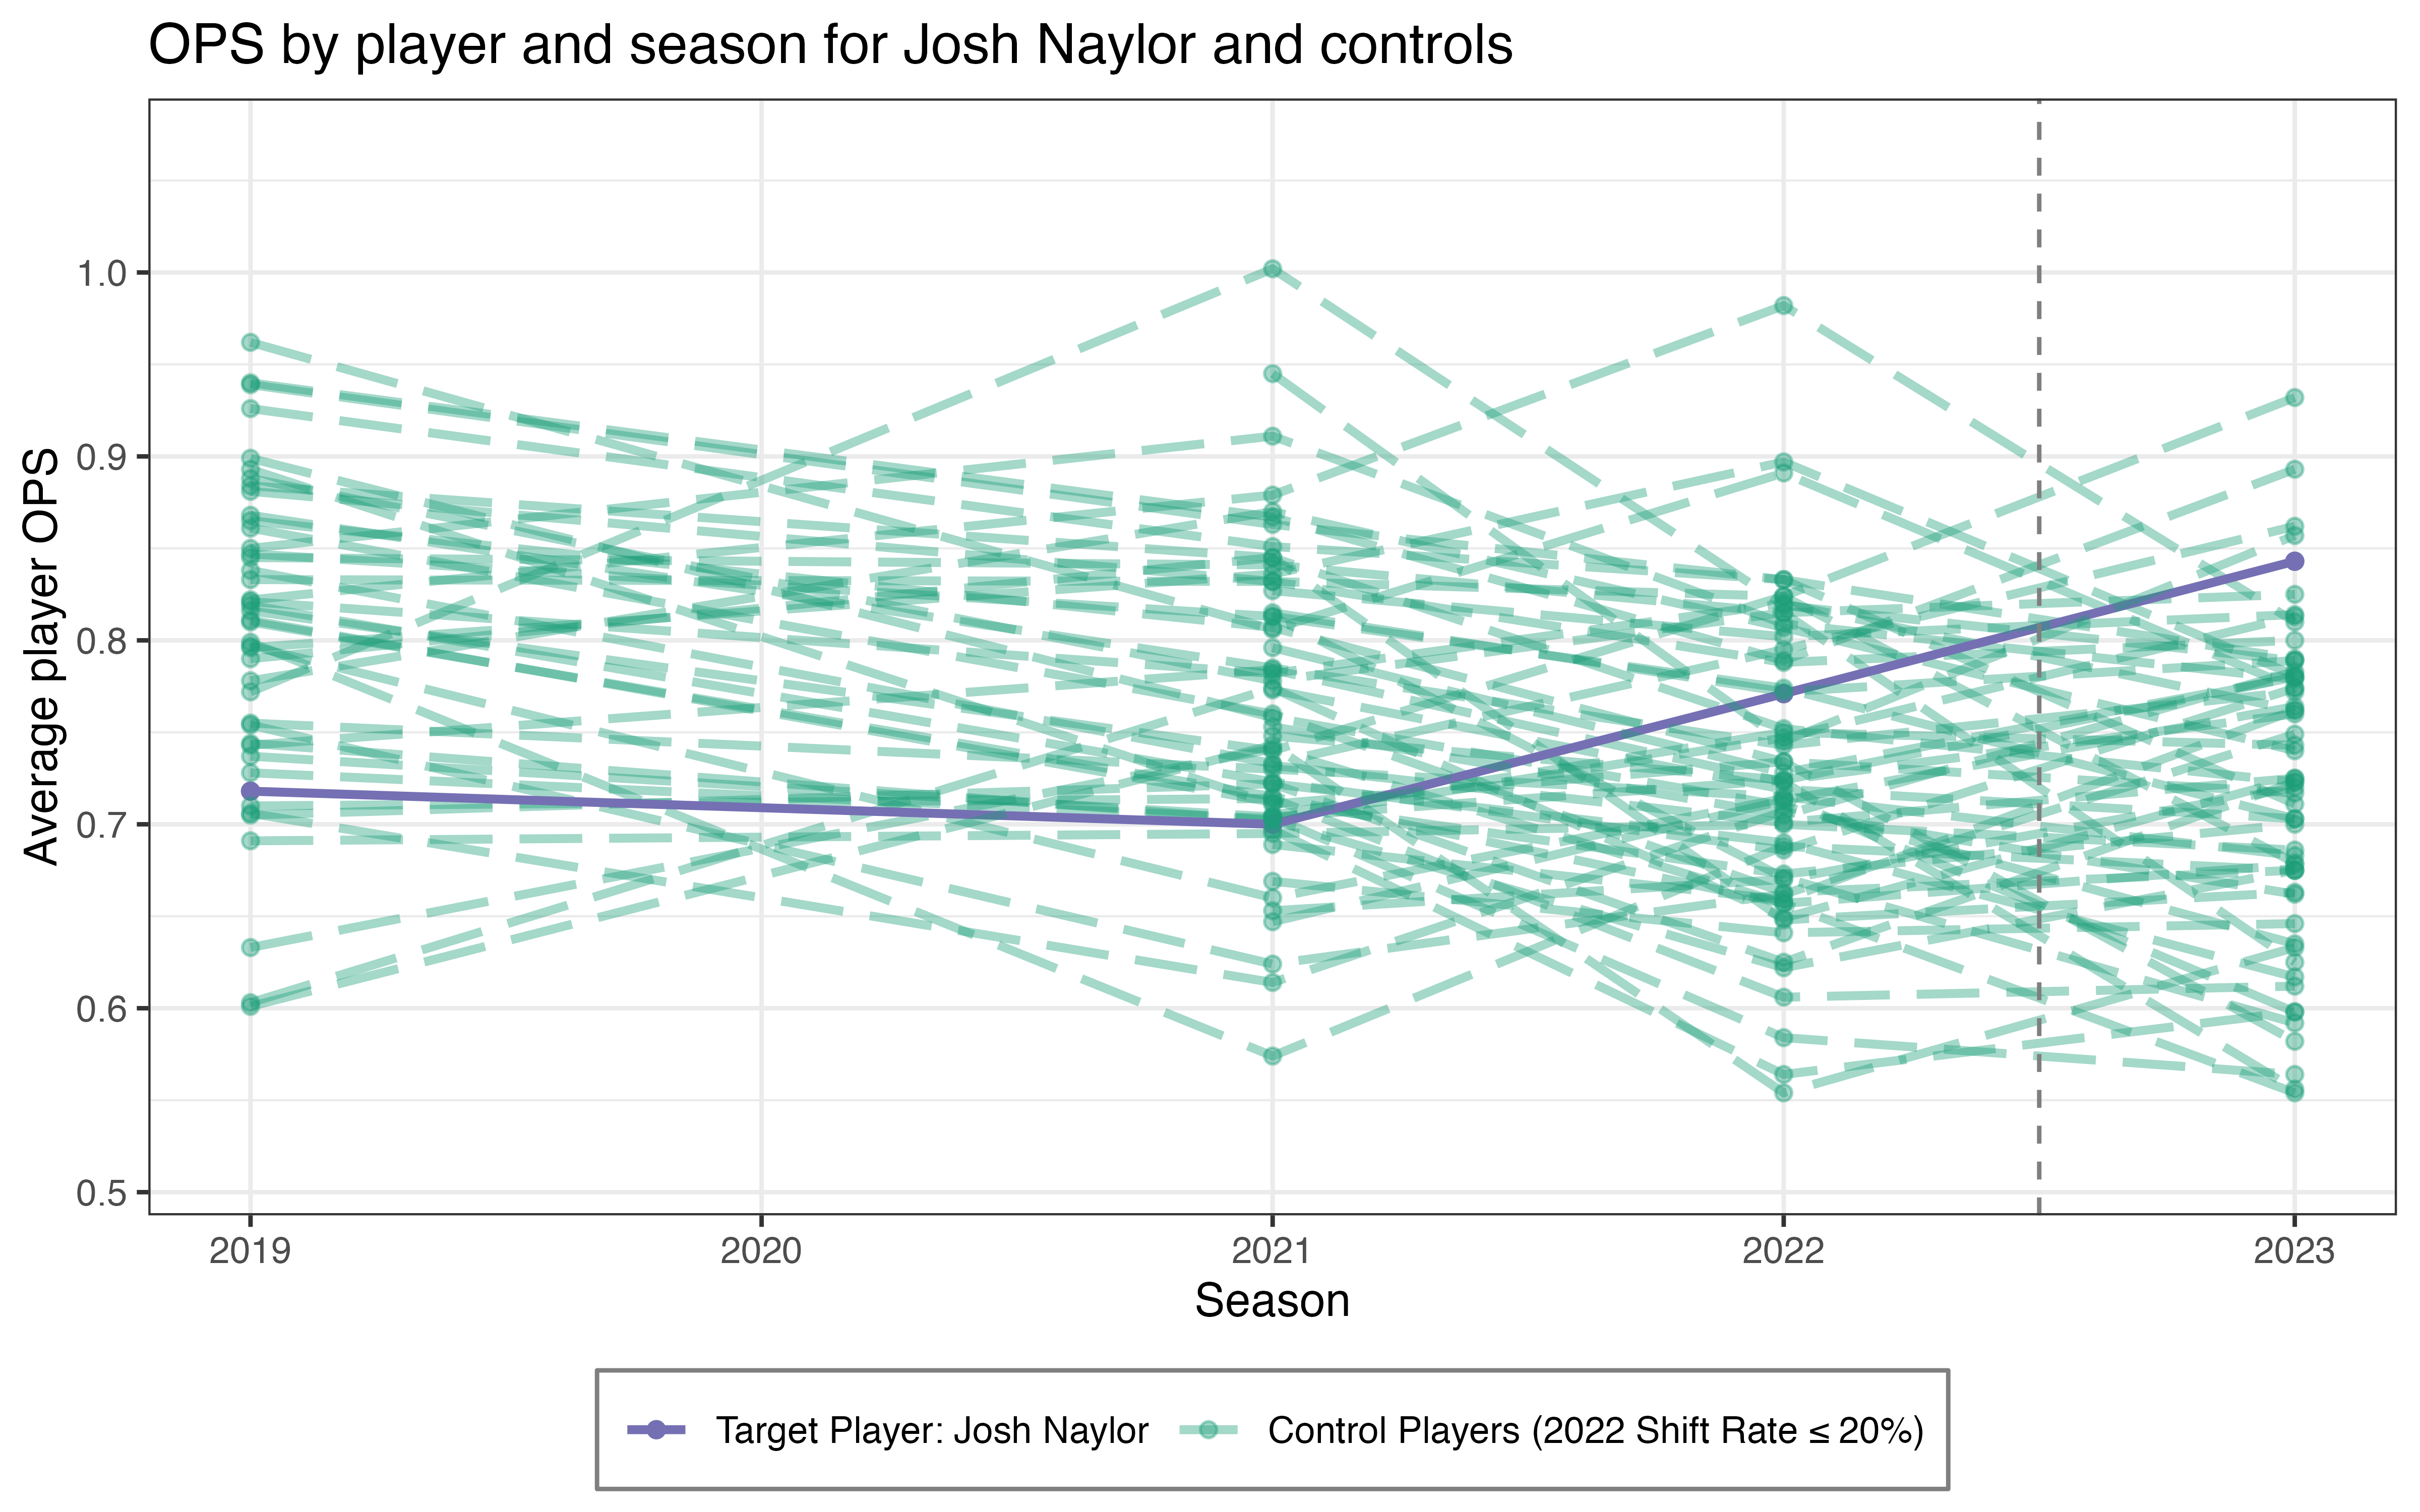 OPS by player and season for Josh Naylor and controls
Average player OPS
1.0
0.9
0.8
0.7
0.6
0.5
2019 2020 2021 2022 2023
Season
Target Player: Josh Naylor Control Players (2022 Shift Rate ≤ 20%)